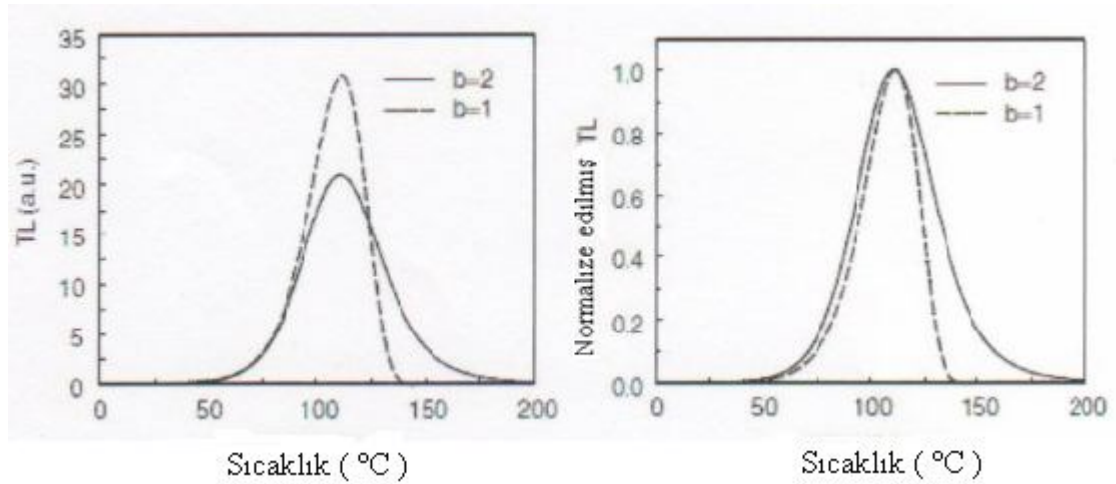 35
30
25
20
15
10
5
0
TL (a.u.)
b=2
b=1
0 50 100 150 200
Sıcaklık ( °C )
1.0
0.8
0.6
0.4
0.2
0.0
Normalize edilmış TL
b=2
b=1
0 50 100 150 200
Sıcaklık ( °C )